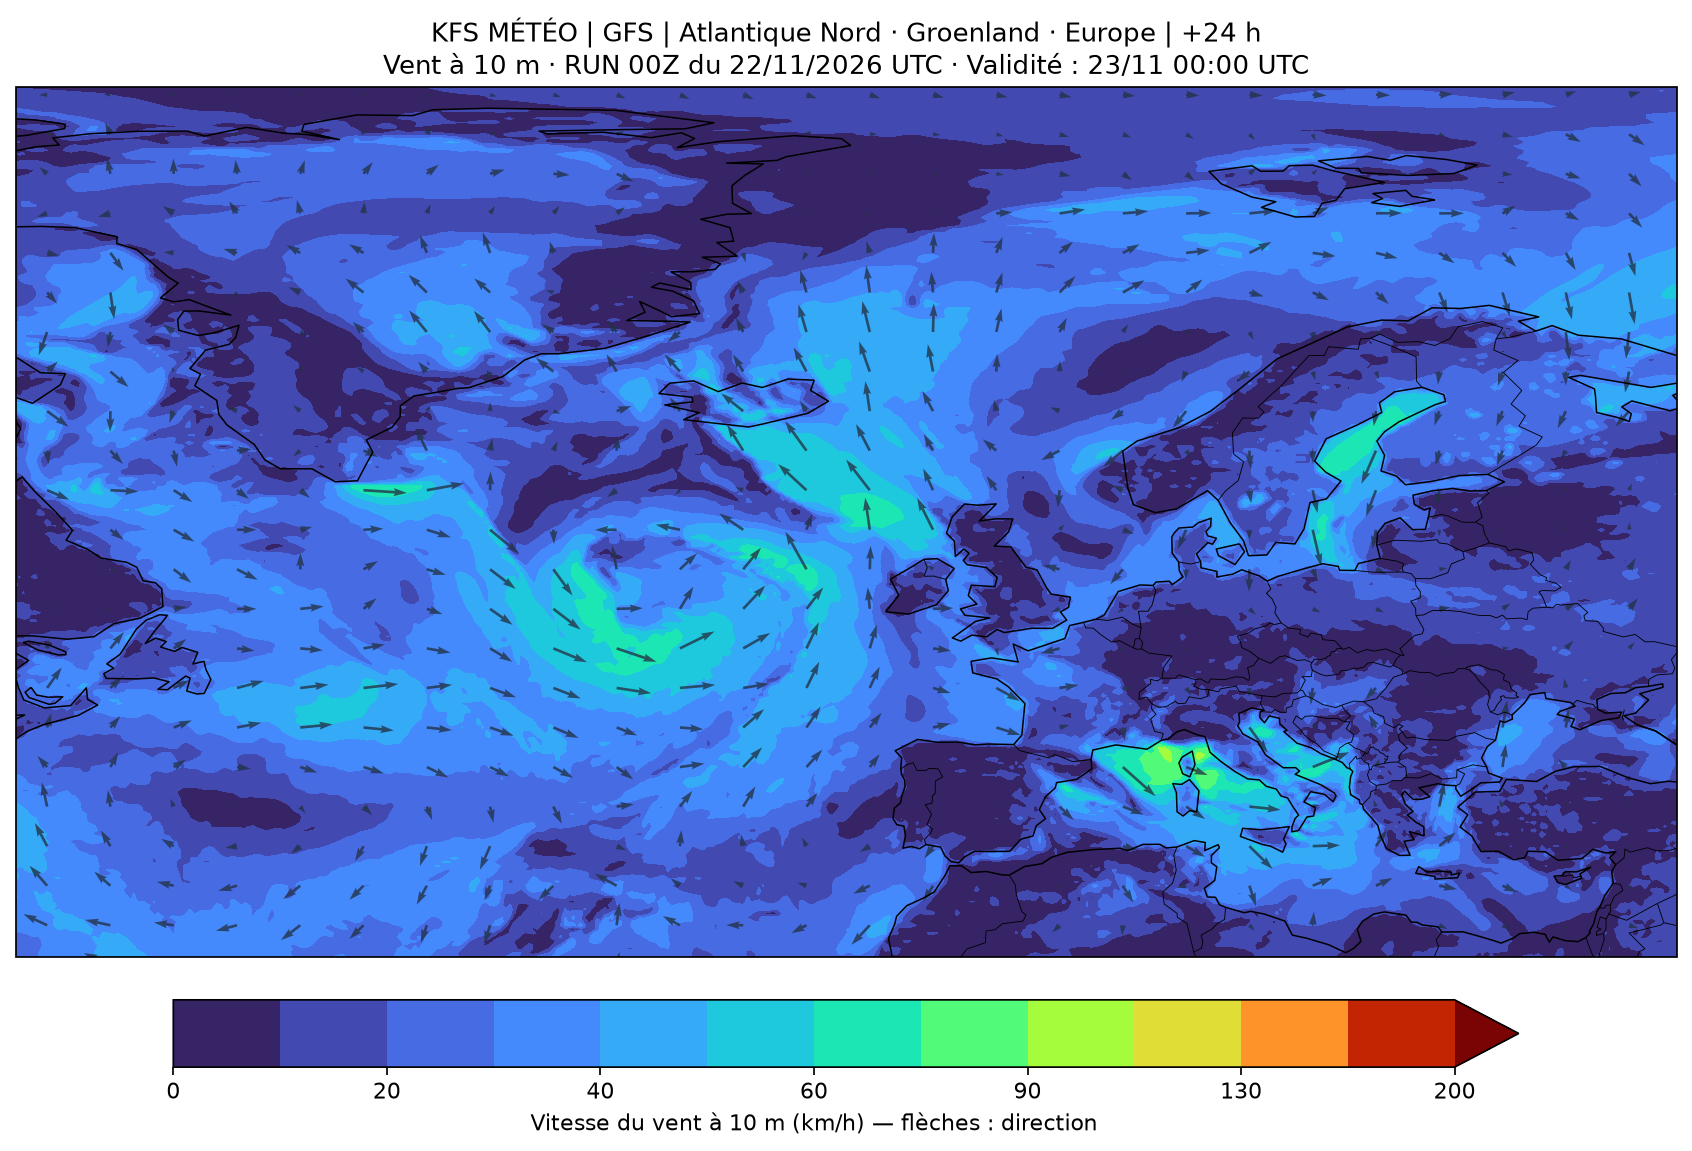 KFS MÉTÉO | GFS | Atlantique Nord · Groenland · Europe | +24 h
Vent à 10 m · RUN 00Z du 22/11/2026 UTC · Validité : 23/11 00:00 UTC
0 20 40 60 90 130 200
Vitesse du vent à 10 m (km/h) — flèches : direction